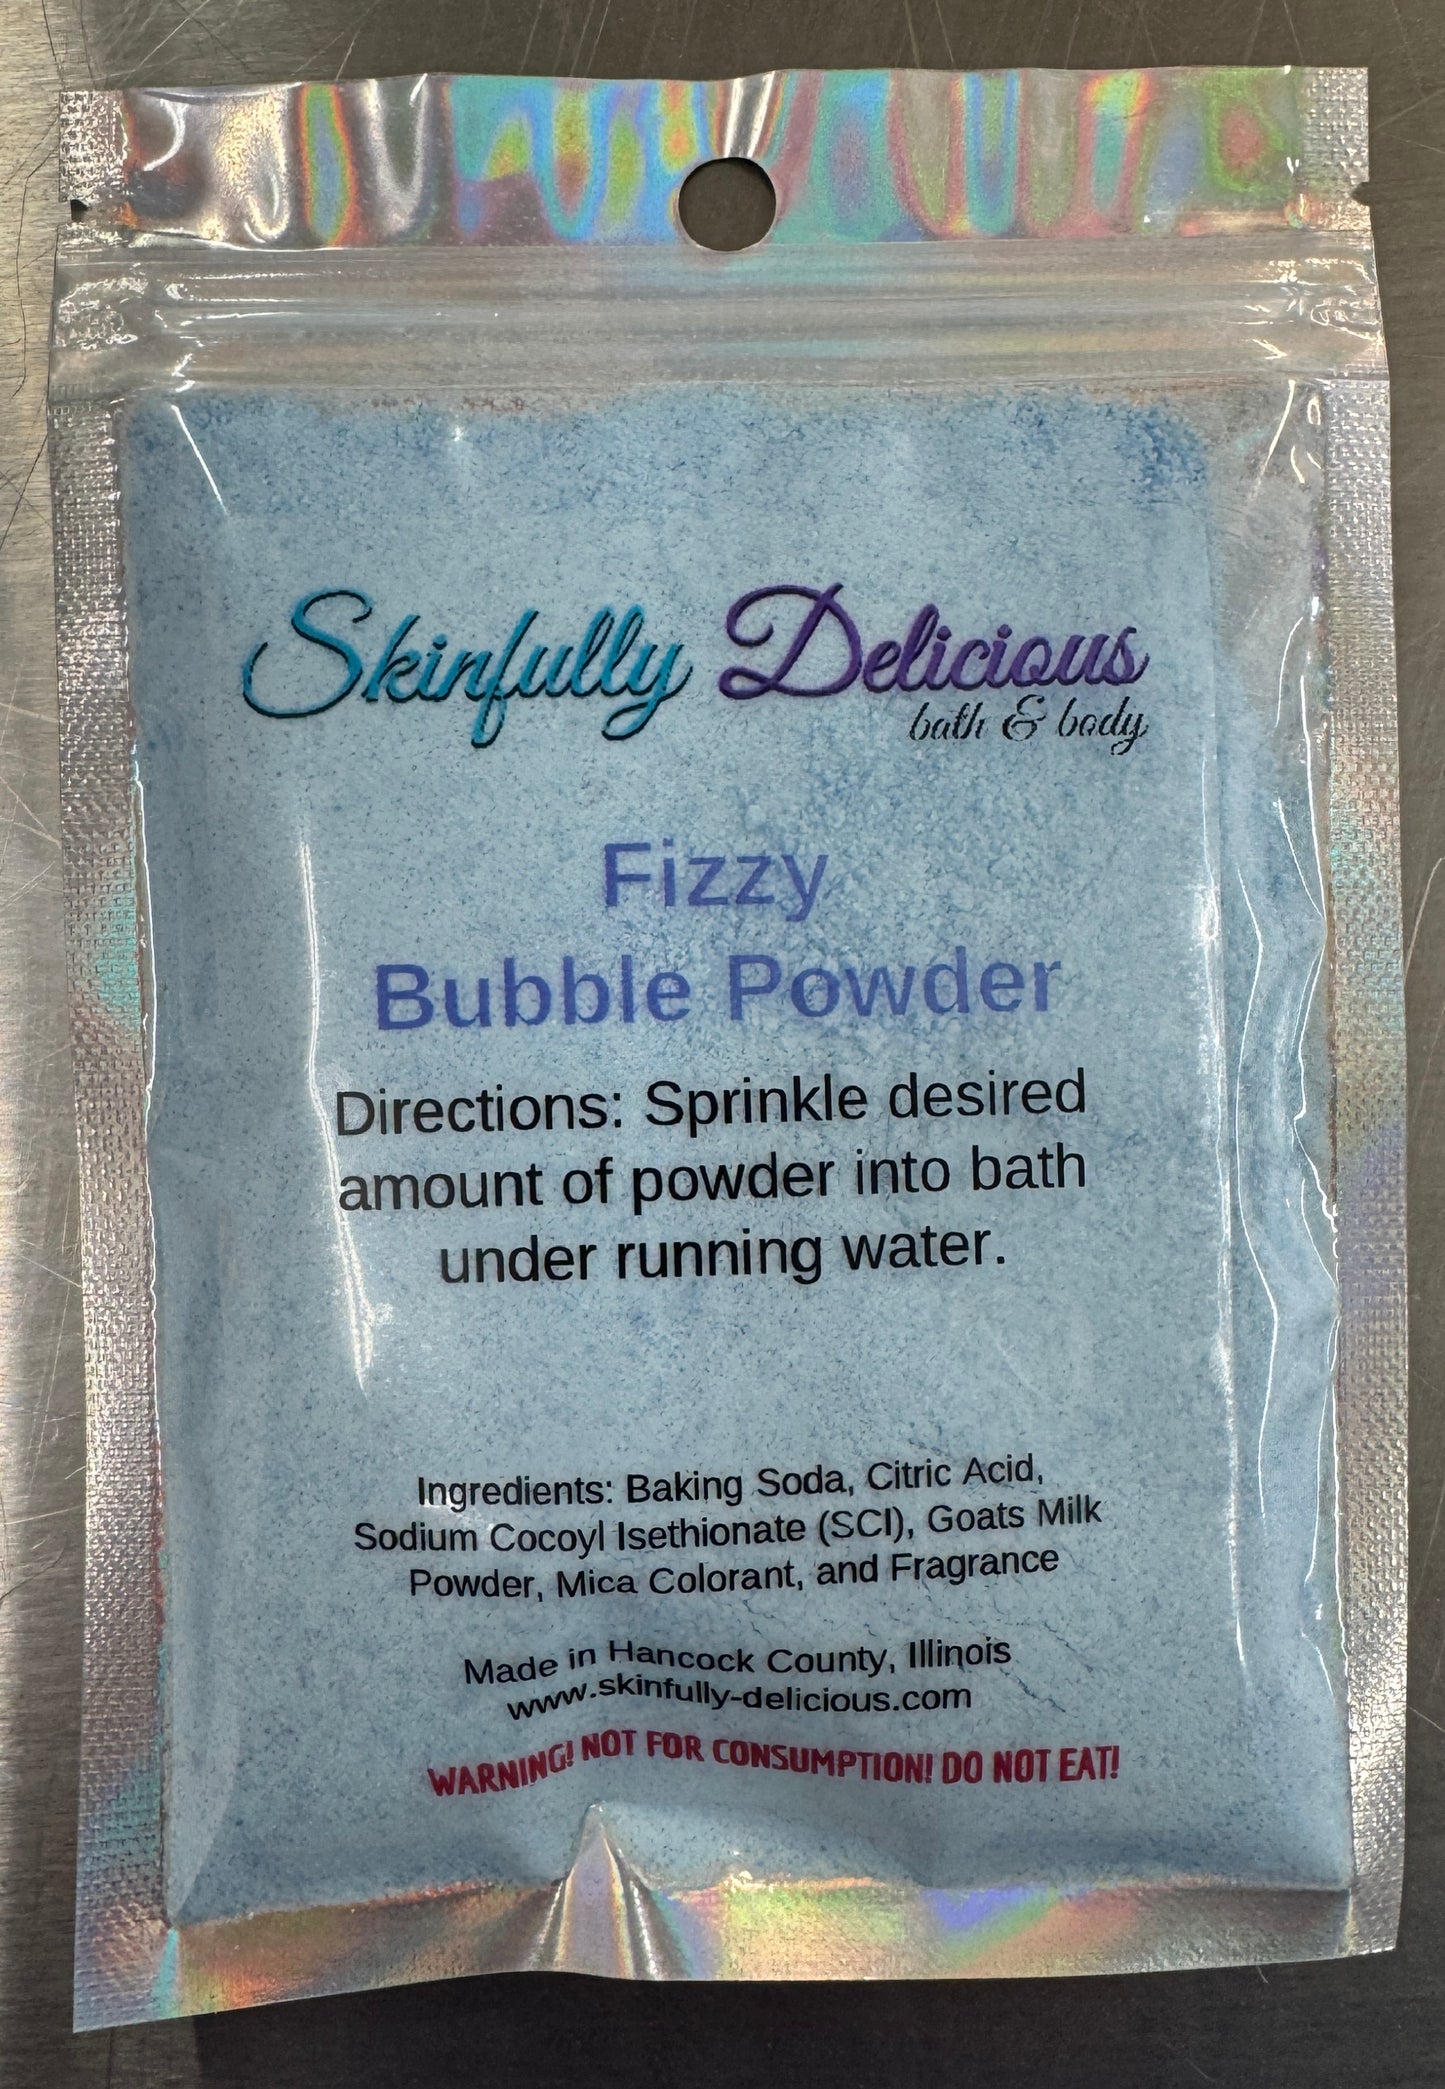 Skinfully Delicious
bath & body
Fizzy
Bubble Powder
Directions: Sprinkle desired
amount of powder into bath
under running water.
Ingredients: Baking Soda, Citric Acid,
Sodium Cocoyl Isethionate (SCI), Goats Milk
Powder, Mica Colorant, and Fragrance
Made in Hancock County, Illinois
www.skinfully-delicious.com
WARNING! NOT FOR CONSUMPTION! DO NOT EAT!